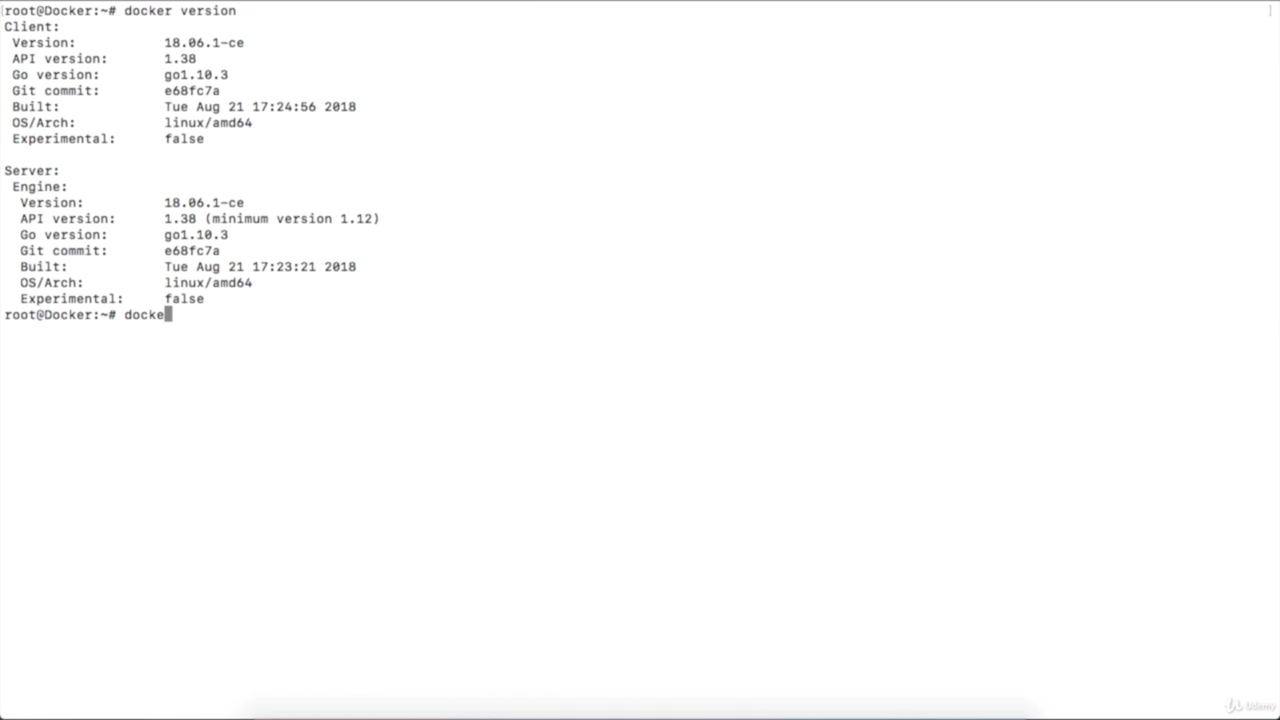 [root@Docker:~# docker version ]
Client:
Version: 18.06.1-ce
API version: 1.38
Go version: go1.10.3
Git commit: e68fc7a
Built: Tue Aug 21 17:24:56 2018
OS/Arch: linux/amd64
Experimental: false
Server:
Engine:
Version: 18.06.1-ce
API version: 1.38 (minimum version 1.12)
Go version: go1.10.3
Git commit: e68fc7a
Built: Tue Aug 21 17:23:21 2018
OS/Arch: linux/amd64
Experimental: false
root@Docker:~# docke
Udemy